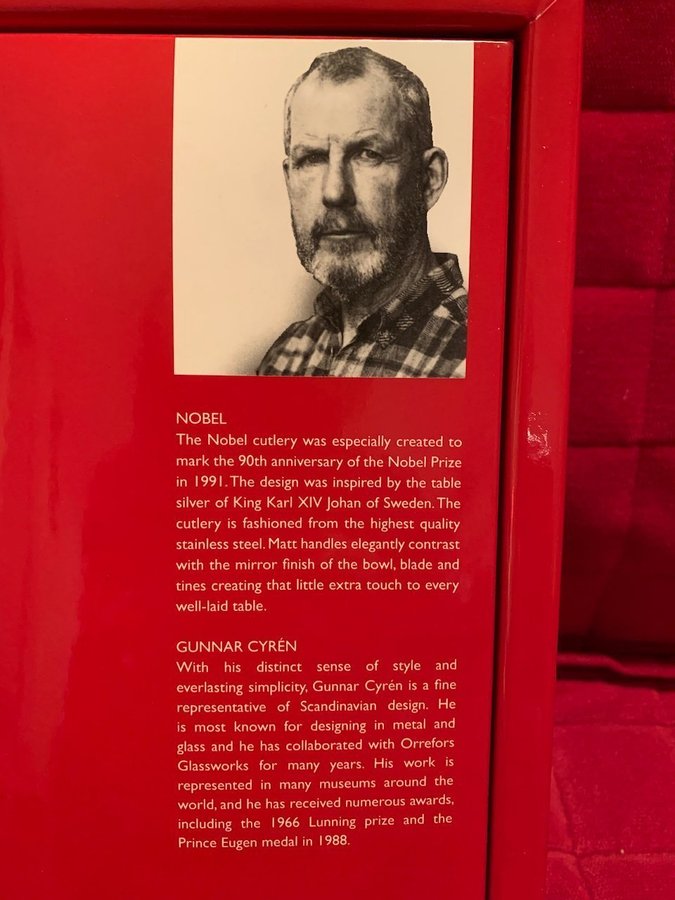 NOBEL
The Nobel cutlery was especially created to
mark the 90th anniversary of the Nobel Prize
in 1991. The design was inspired by the table
silver of King Karl XIV Johan of Sweden. The
cutlery is fashioned from the highest quality
stainless steel. Matt handles elegantly contrast
with the mirror finish of the bowl, blade and
tines creating that little extra touch to every
well-laid table.
GUNNAR CYRÉN
With his distinct sense of style and
everlasting simplicity, Gunnar Cyrén is a fine
representative of Scandinavian design. He
is most known for designing in metal and
glass and he has collaborated with Orrefors
Glassworks for many years. His work is
represented in many museums around the
world, and he has received numerous awards,
including the 1966 Lunning prize and the
Prince Eugen medal in 1988.